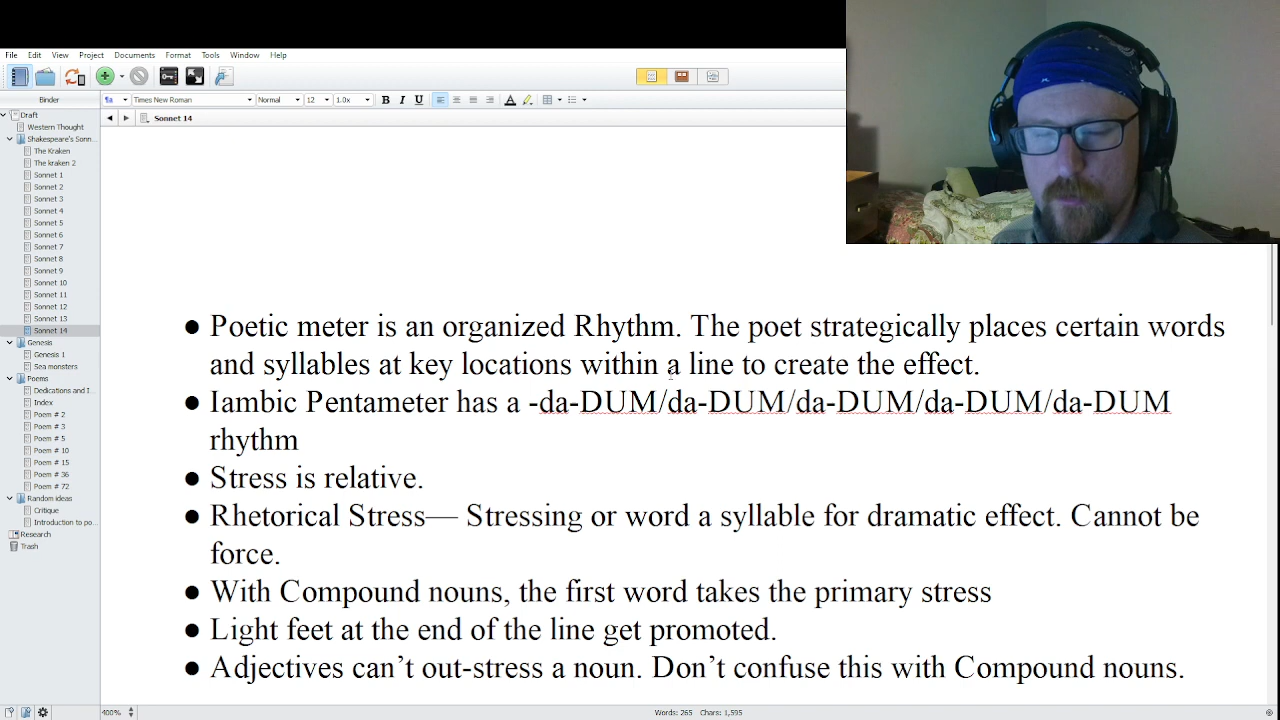 File Edit View Project Documents Format Tools Window Help
Binder
Times New Roman Normal 12 1.0x B I U A
Sonnet 14
Draft
Western Thought
Shakespeare's Sonn...
The Kraken
The kraken 2
Sonnet 1
Sonnet 2
Sonnet 3
Sonnet 4
Sonnet 5
Sonnet 6
Sonnet 7
Sonnet 8
Sonnet 9
Sonnet 10
Sonnet 11
Sonnet 12
Sonnet 13
Sonnet 14
Genesis
Genesis 1
Sea monsters
Poems
Dedications and I...
Index
Poem # 2
Poem # 3
Poem # 5
Poem # 10
Poem # 15
Poem # 36
Poem # 72
Random ideas
Critique
Introduction to po...
Research
Trash
● Poetic meter is an organized Rhythm. The poet strategically places certain words
and syllables at key locations within a line to create the effect.
● Iambic Pentameter has a -da-DUM/da-DUM/da-DUM/da-DUM/da-DUM
rhythm
● Stress is relative.
● Rhetorical Stress— Stressing or word a syllable for dramatic effect. Cannot be
force.
● With Compound nouns, the first word takes the primary stress
● Light feet at the end of the line get promoted.
● Adjectives can't out-stress a noun. Don't confuse this with Compound nouns.
400% Words: 265 Chars: 1,595